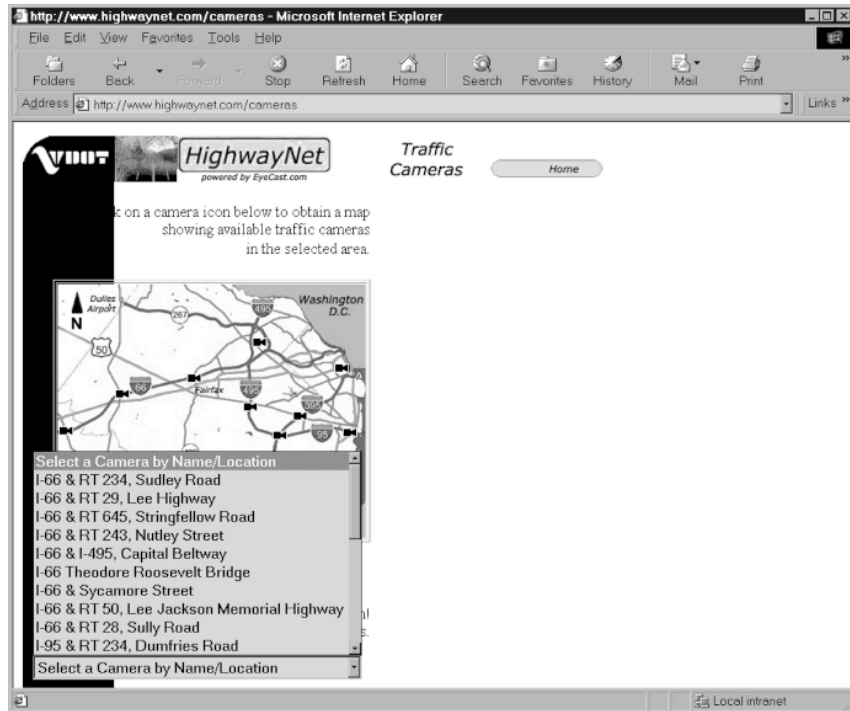 http://www.highwaynet.com/cameras - Microsoft Internet Explorer
File Edit View Favorites Tools Help
Folders Back Forward Stop Refresh Home Search Favorites History Mail Print
Address http://www.highwaynet.com/cameras Links
VDOT
HighwayNet
powered by EyeCast.com
Traffic
Cameras
Home
on a camera icon below to obtain a map
showing available traffic cameras
in the selected area.
Dulles
Airport
N
267
495
Washington
D.C.
50
66
Fairfax
495
395
95
Select a Camera by Name/Location
I-66 & RT 234, Sudley Road
I-66 & RT 29, Lee Highway
I-66 & RT 645, Stringfellow Road
I-66 & RT 243, Nutley Street
I-66 & I-495, Capital Beltway
I-66 Theodore Roosevelt Bridge
I-66 & Sycamore Street
I-66 & RT 50, Lee Jackson Memorial Highway
I-66 & RT 28, Sully Road
I-95 & RT 234, Dumfries Road
Select a Camera by Name/Location
Local intranet